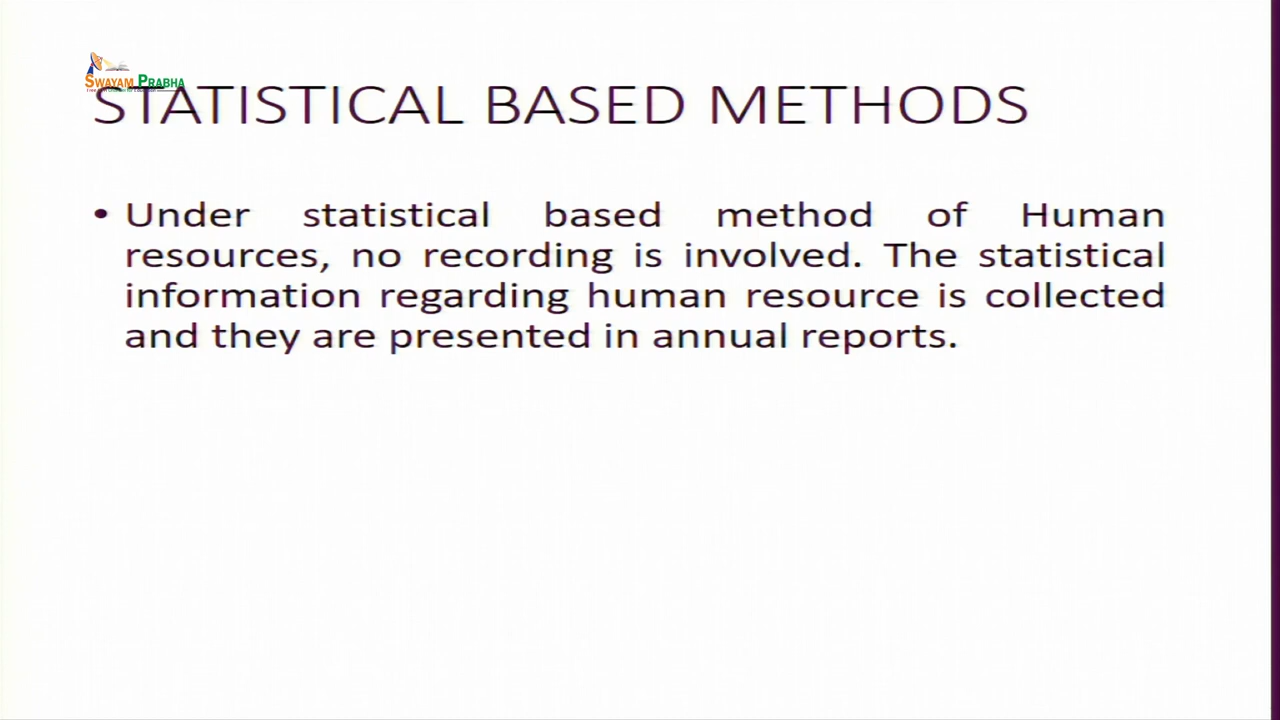 SWAYAM PRABHA
STATISTICAL BASED METHODS
• Under statistical based method of Human
resources, no recording is involved. The statistical
information regarding human resource is collected
and they are presented in annual reports.